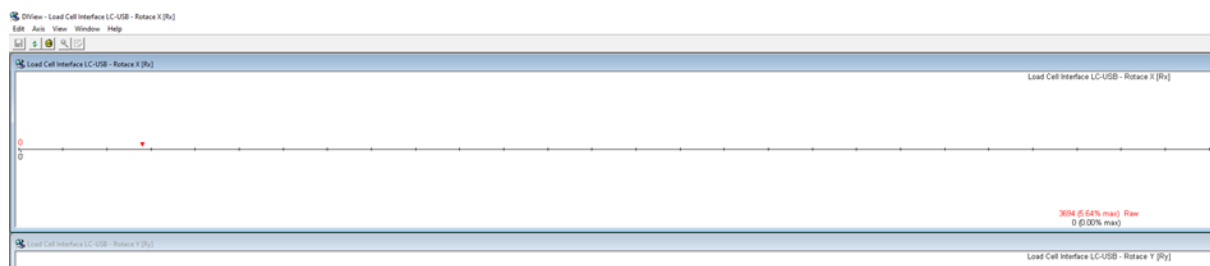 DIView - Load Cell Interface LC-USB - Rotace X [Rx]
Edit Axis View Window Help
Load Cell Interface LC-USB - Rotace X [Rx]
Load Cell Interface LC-USB - Rotace X [Rx]
0
0
3694 (5.64% max) Raw
0 (0.00% max)
Load Cell Interface LC-USB - Rotace Y [Ry]
Load Cell Interface LC-USB - Rotace Y [Ry]